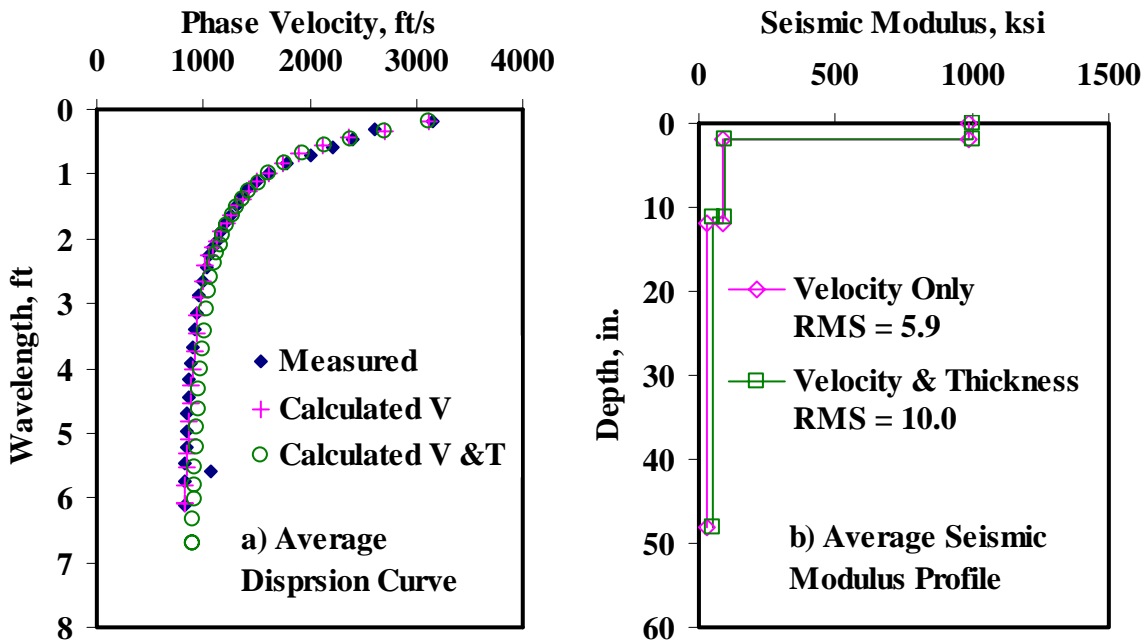 Phase Velocity, ft/s
0 1000 2000 3000 4000
0
1
2
3
4
5
6
7
8
Wavelength, ft
Measured
Calculated V
Calculated V &T
a) Average
Disprsion Curve
Seismic Modulus, ksi
0 500 1000 1500
0
10
20
30
40
50
60
Depth, in.
Velocity Only
RMS = 5.9
Velocity & Thickness
RMS = 10.0
b) Average Seismic
Modulus Profile